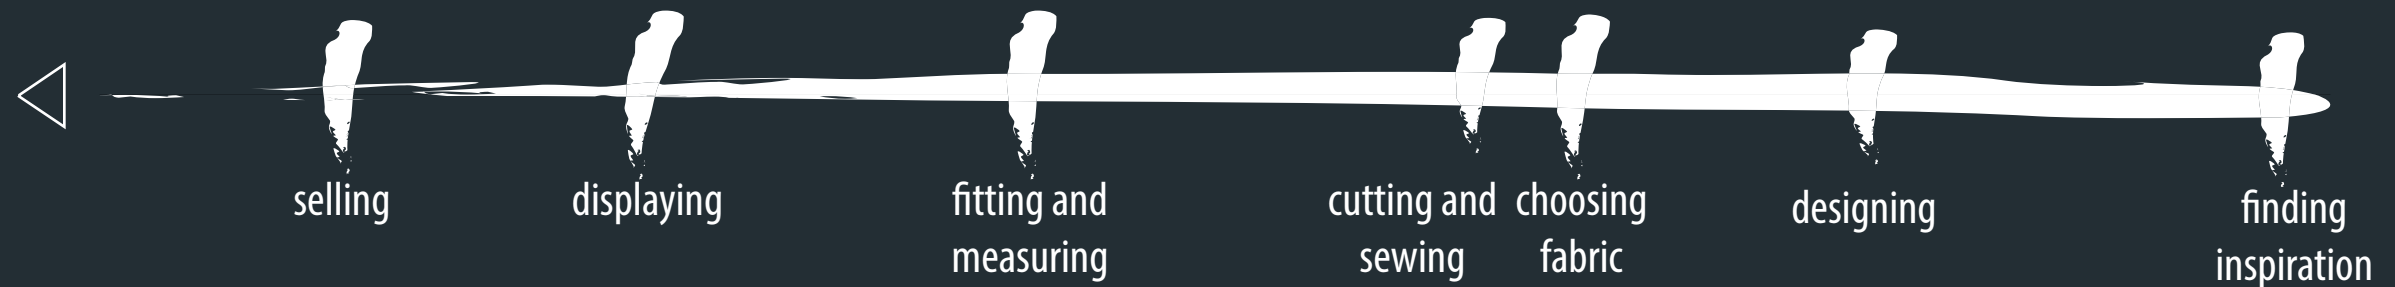 selling
displaying
fitting and
measuring
cutting and
sewing
choosing
fabric
designing
finding
inspiration